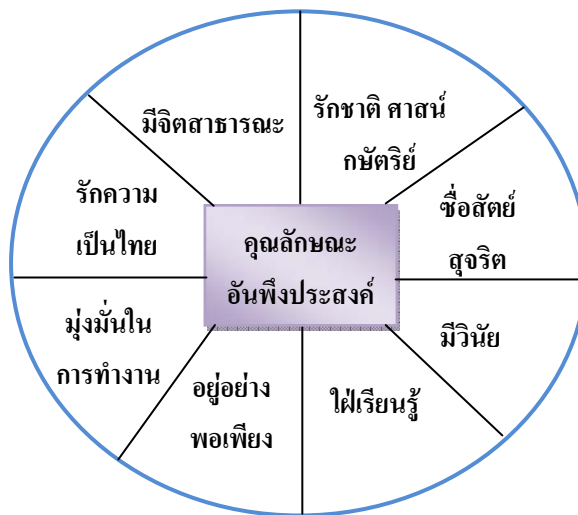 คุณลักษณะ
อันพึงประสงค์
รักชาติ ศาสน์
กษัตริย์
ซื่อสัตย์
สุจริต
มีวินัย
ใฝ่เรียนรู้
อยู่อย่าง
พอเพียง
มุ่งมั่นใน
การทำงาน
รักความ
เป็นไทย
มีจิตสาธารณะ